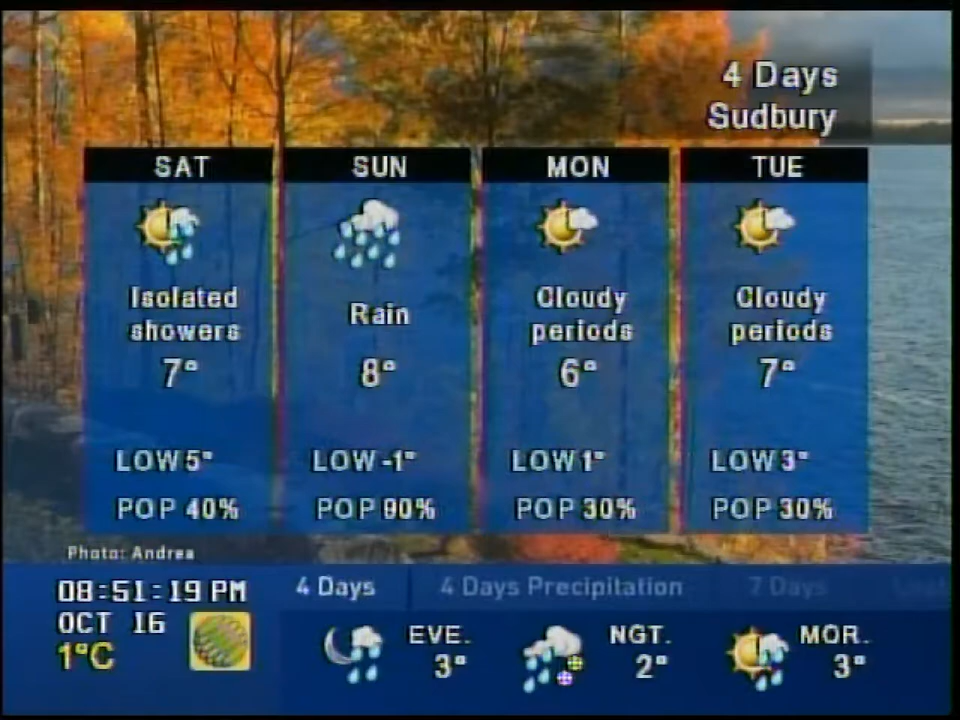 4 Days
Sudbury
SAT
SUN
MON
TUE
Isolated
showers
7°
Rain
8°
Cloudy
periods
6°
Cloudy
periods
7°
LOW 5°
LOW -1°
LOW 1°
LOW 3°
POP 40%
POP 90%
POP 30%
POP 30%
Photo: Andrea
08:51:19 PM
OCT 16
1°C
4 Days
4 Days Precipitation
7 Days
EVE.
3°
NGT.
2°
MOR.
3°